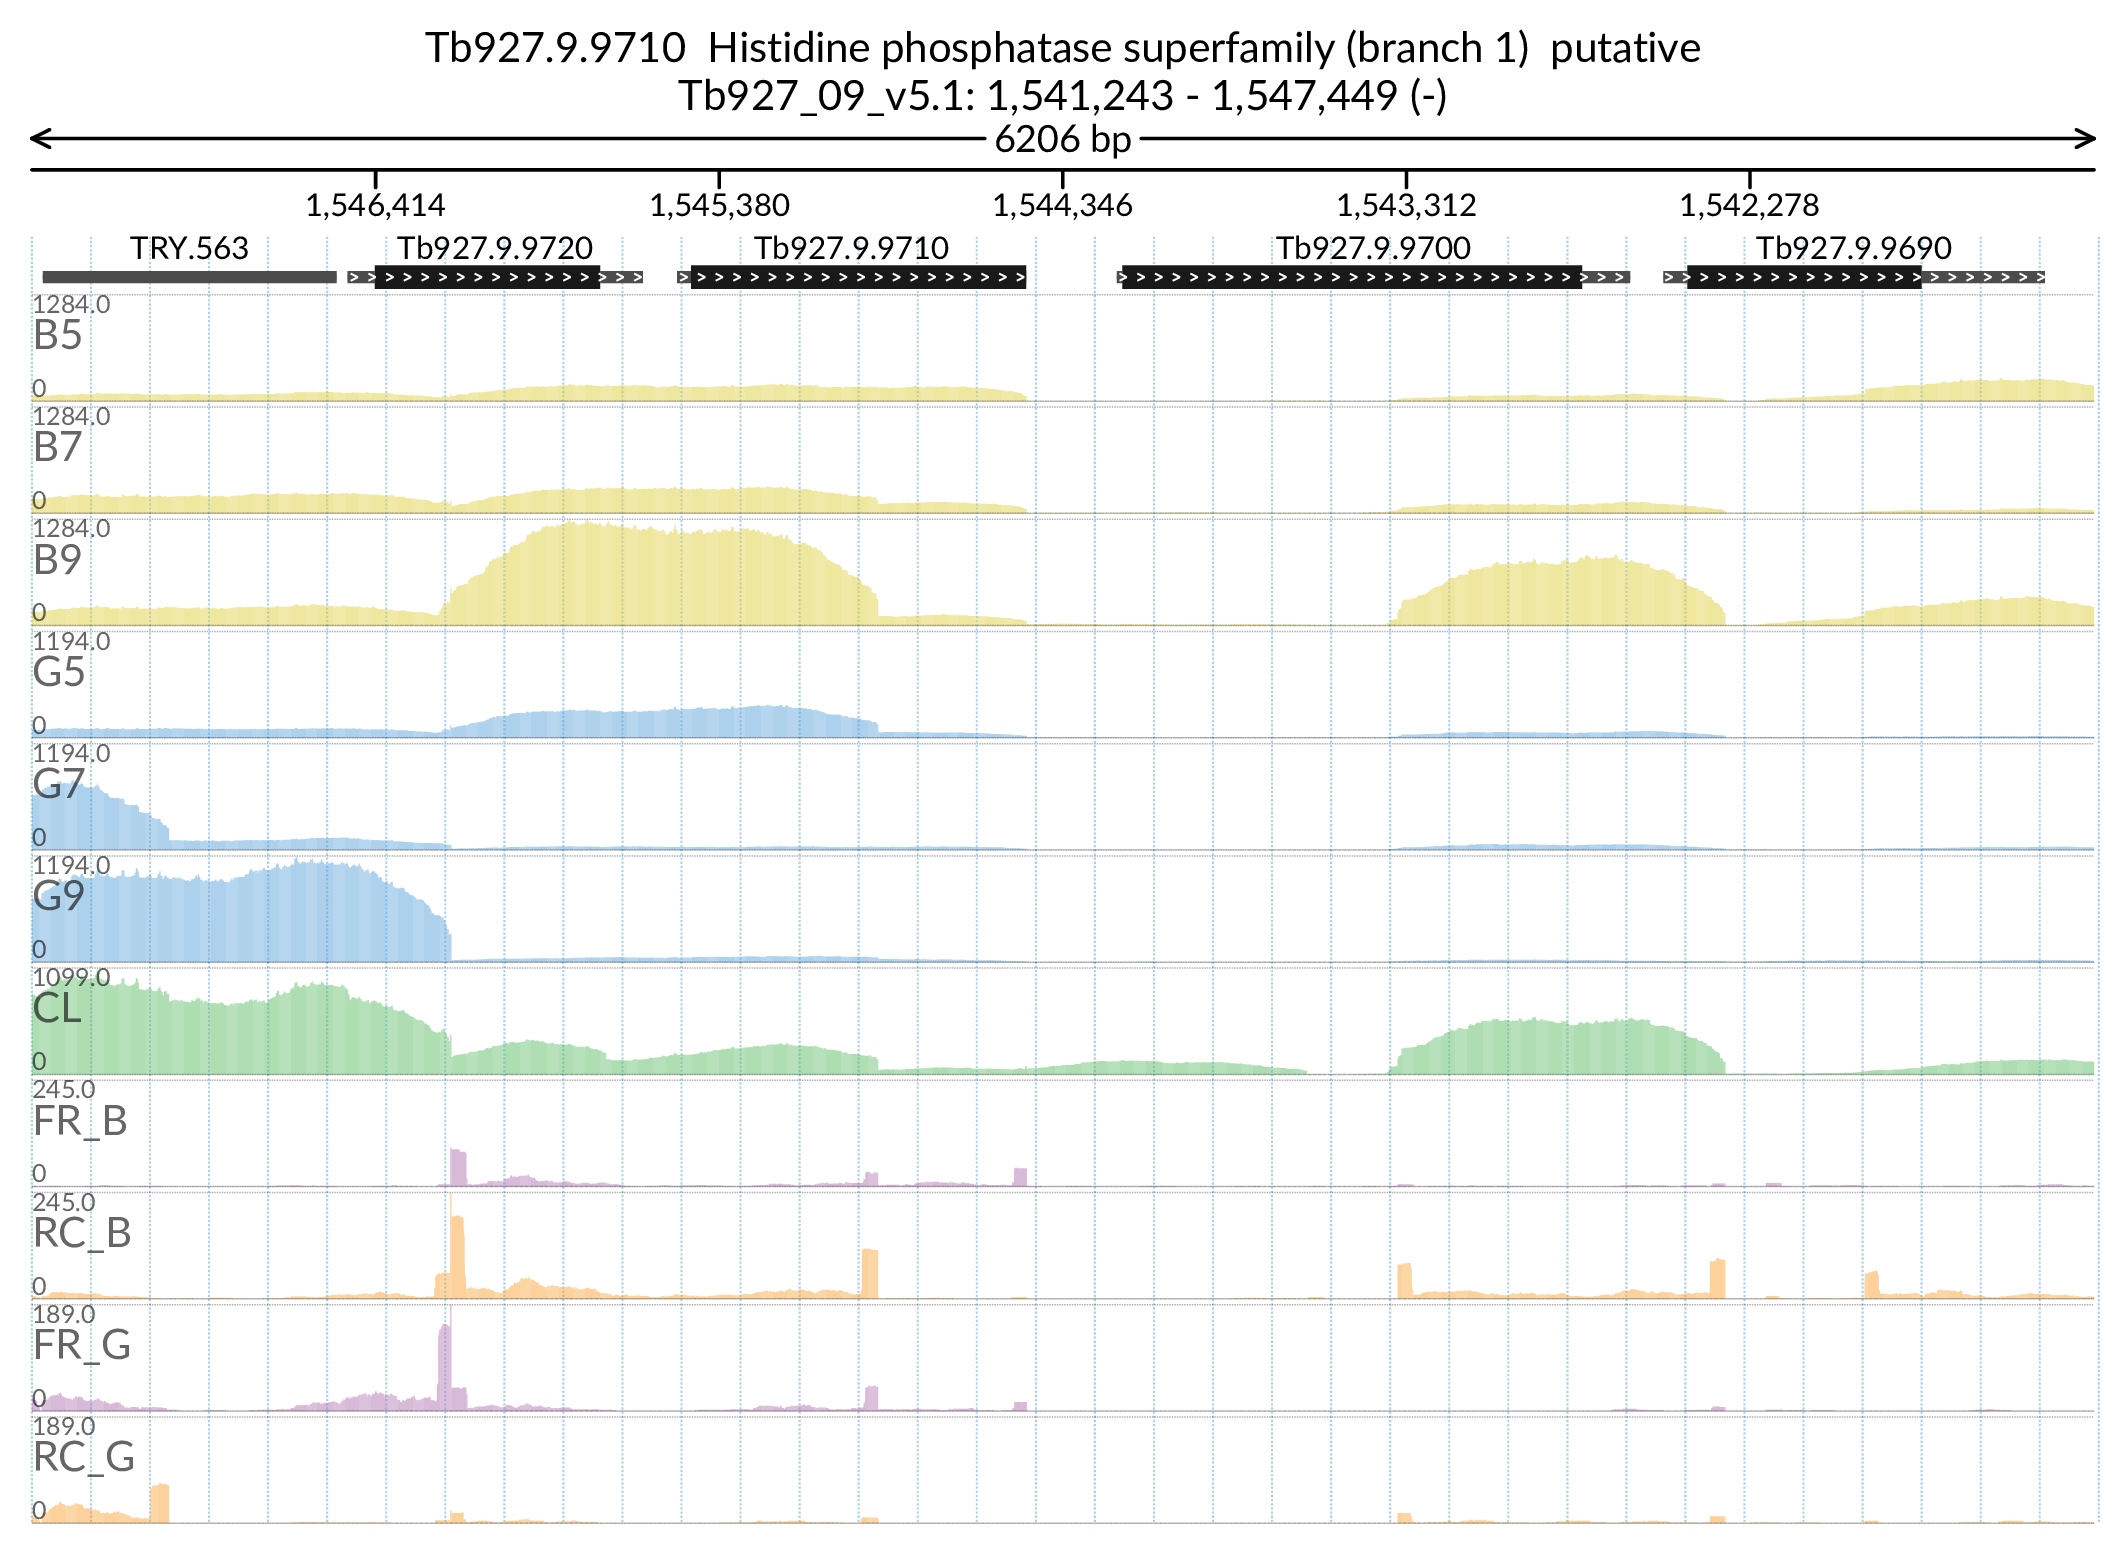 Tb927.9.9710  Histidine phosphatase superfamily (branch 1)  putative
Tb927_09_v5.1: 1,541,243 - 1,547,449 (-)
6206 bp
1,546,414 1,545,380 1,544,346 1,543,312 1,542,278
TRY.563 Tb927.9.9720 Tb927.9.9710 Tb927.9.9700 Tb927.9.9690
1284.0
B5
0
1284.0
B7
0
1284.0
B9
0
1194.0
G5
0
1194.0
G7
0
1194.0
G9
0
1099.0
CL
0
245.0
FR_B
0
245.0
RC_B
0
189.0
FR_G
0
189.0
RC_G
0